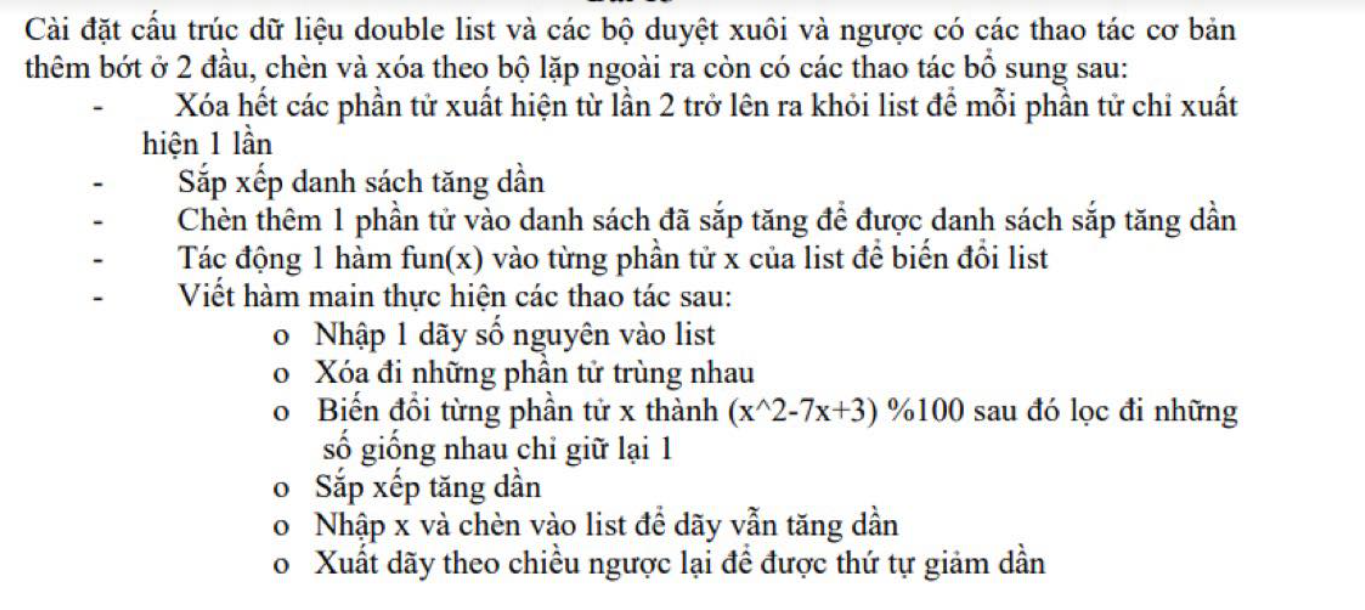 Cài đặt cấu trúc dữ liệu double list và các bộ duyệt xuôi và ngược có các thao tác cơ bản
thêm bớt ở 2 đầu, chèn và xóa theo bộ lặp ngoài ra còn có các thao tác bổ sung sau:
- Xóa hết các phần tử xuất hiện từ lần 2 trở lên ra khỏi list để mỗi phần tử chỉ xuất
hiện 1 lần
- Sắp xếp danh sách tăng dần
- Chèn thêm 1 phần tử vào danh sách đã sắp tăng để được danh sách sắp tăng dần
- Tác động 1 hàm fun(x) vào từng phần tử x của list để biến đổi list
- Viết hàm main thực hiện các thao tác sau:
o Nhập 1 dãy số nguyên vào list
o Xóa đi những phần tử trùng nhau
o Biến đổi từng phần tử x thành (x^2-7x+3) %100 sau đó lọc đi những
số giống nhau chỉ giữ lại 1
o Sắp xếp tăng dần
o Nhập x và chèn vào list để dãy vẫn tăng dần
o Xuất dãy theo chiều ngược lại để được thứ tự giảm dần